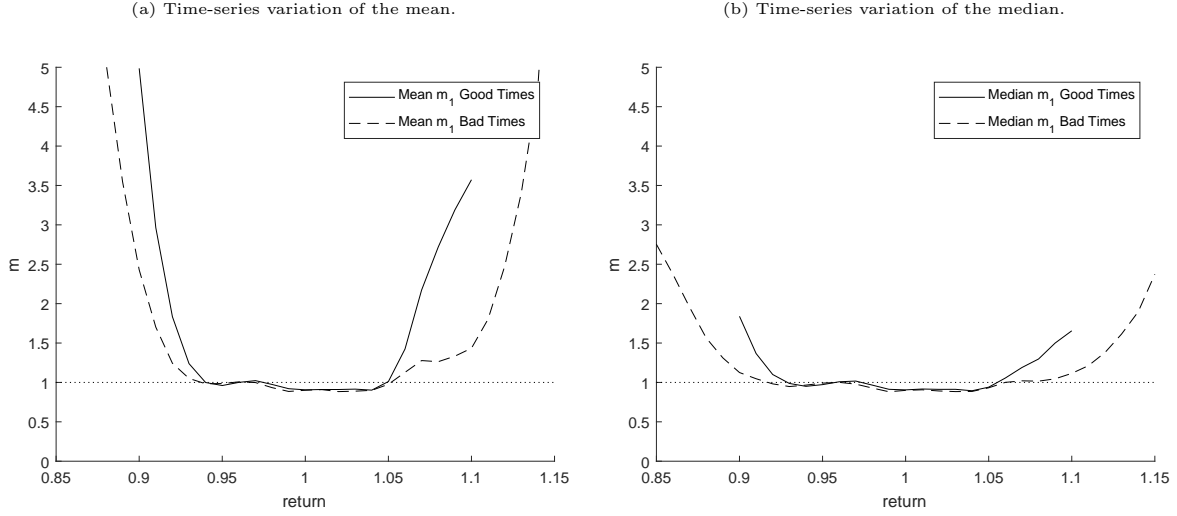 (a) Time-series variation of the mean.
(b) Time-series variation of the median.
5
4.5
4
3.5
3
2.5
2
1.5
1
0.5
0
m
0.85 0.9 0.95 1 1.05 1.1 1.15
return
Mean m1 Good Times
Mean m1 Bad Times
5
4.5
4
3.5
3
2.5
2
1.5
1
0.5
0
m
0.85 0.9 0.95 1 1.05 1.1 1.15
return
Median m1 Good Times
Median m1 Bad Times